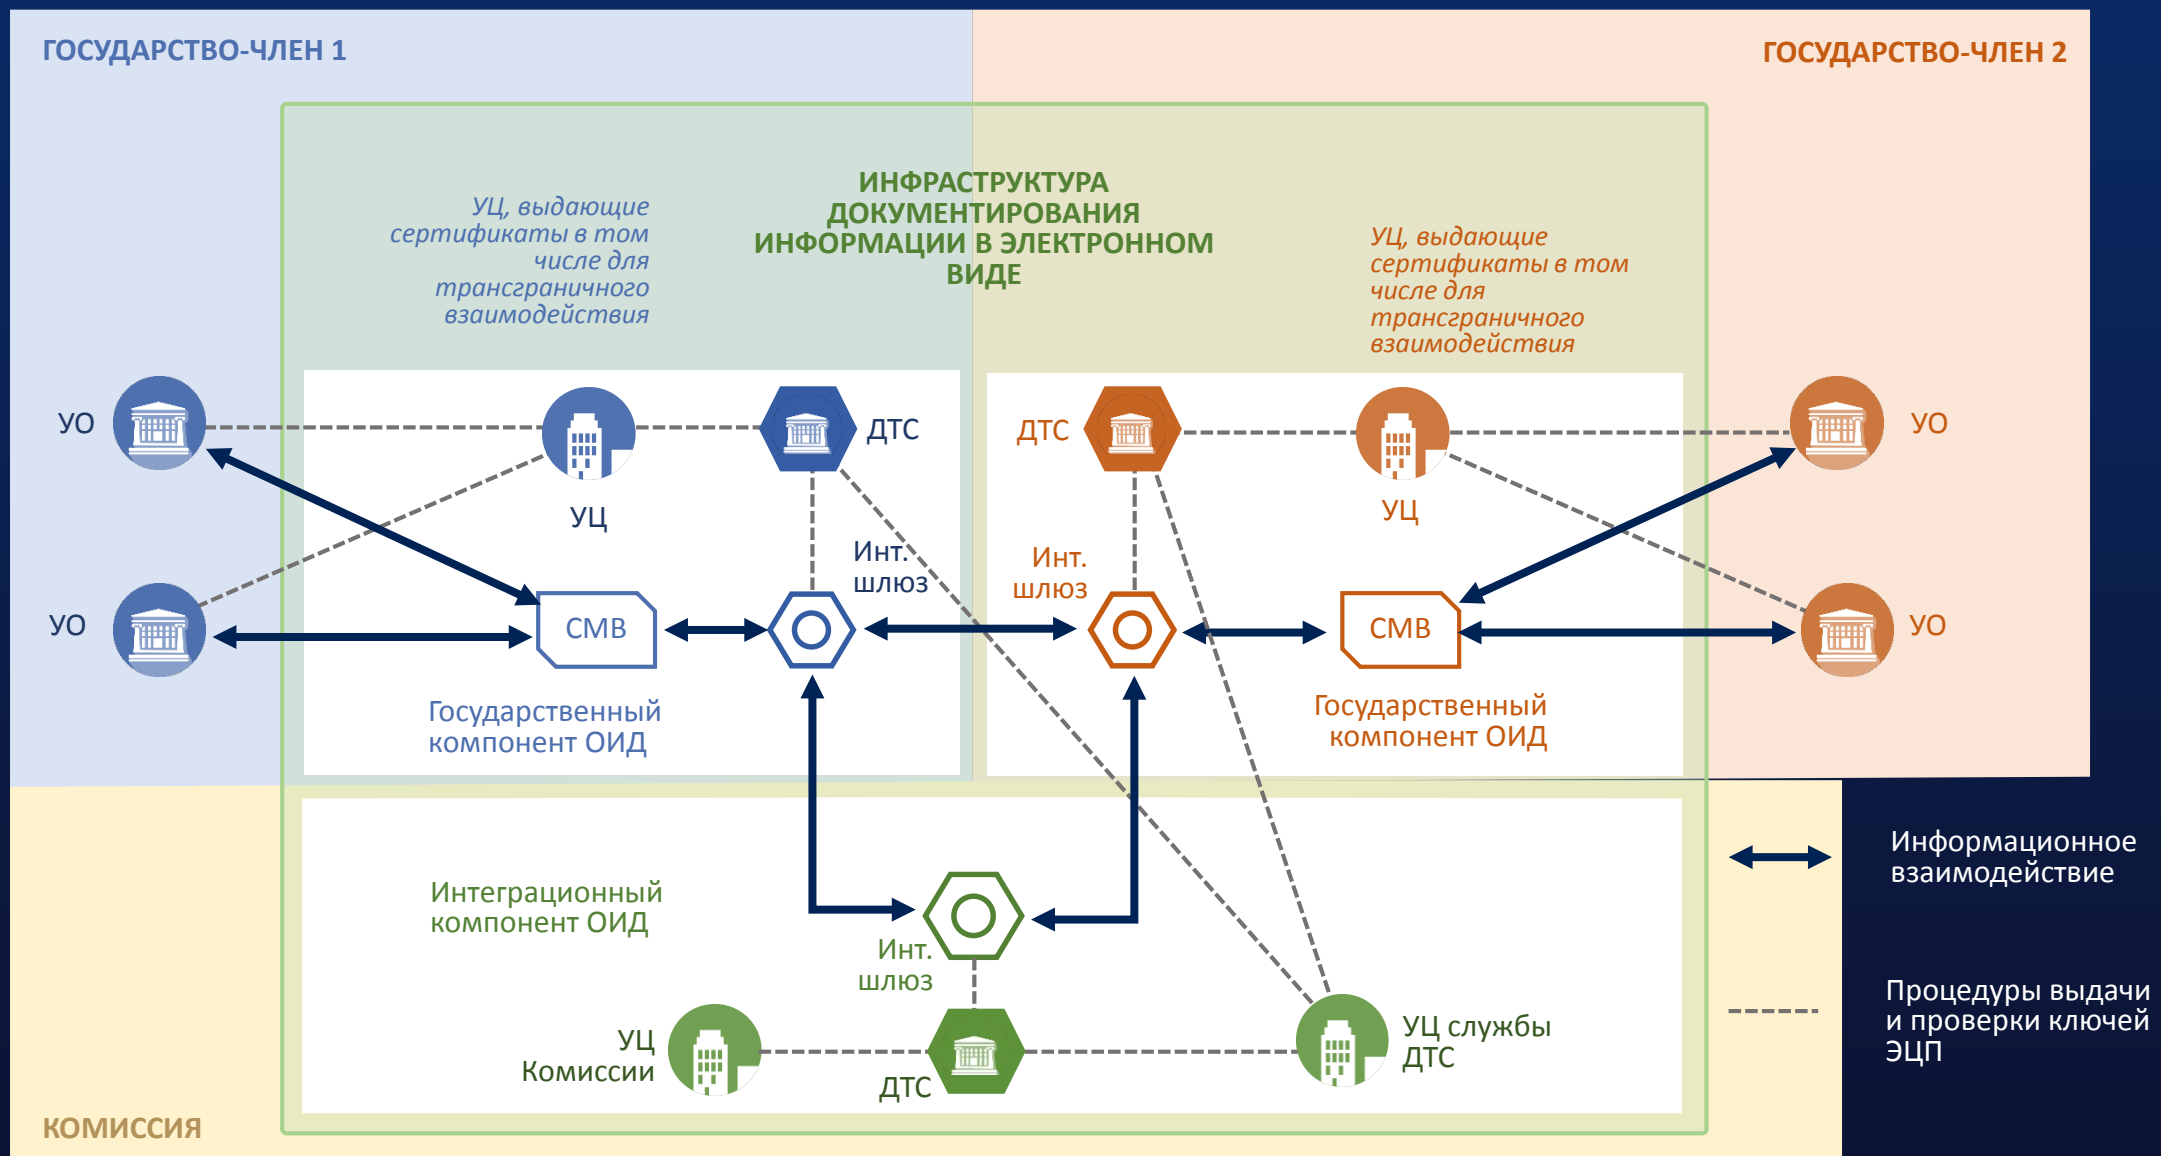 ГОСУДАРСТВО-ЧЛЕН 1
ГОСУДАРСТВО-ЧЛЕН 2
ИНФРАСТРУКТУРА
ДОКУМЕНТИРОВАНИЯ
ИНФОРМАЦИИ В ЭЛЕКТРОННОМ
ВИДЕ
УЦ, выдающие
сертификаты в том
числе для
трансграничного
взаимодействия
УЦ, выдающие
сертификаты в том
числе для
трансграничного
взаимодействия
УО
УЦ
ДТС
ДТС
УЦ
УО
Инт.
шлюз
Инт.
шлюз
УО
СМВ
СМВ
УО
Государственный
компонент ОИД
Государственный
компонент ОИД
Интеграционный
компонент ОИД
Инт.
шлюз
УЦ
Комиссии
ДТС
УЦ службы
ДТС
КОМИССИЯ
Информационное
взаимодействие
Процедуры выдачи
и проверки ключей
ЭЦП